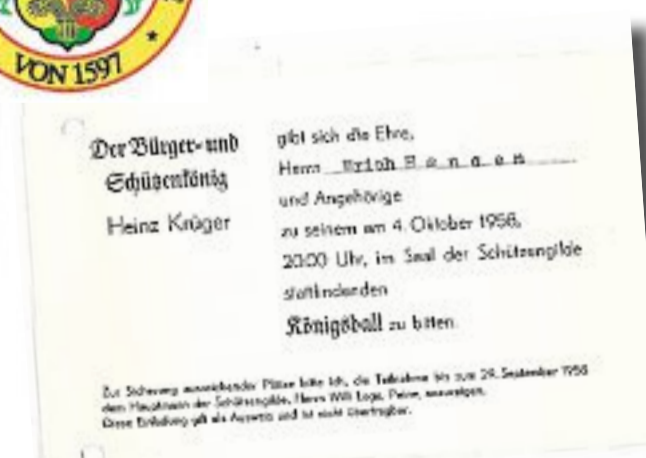 VON 1597
Der Bürger- und
Schützenkönig
Heinz Krüger
gibt sich die Ehre,
Herrn Erich H a n s e n
und Angehörige
zu seinem am 4. Oktober 1958,
20.00 Uhr, im Saal der Schützengilde
stattfindenden
Königsball zu bitten.
Zur Sicherung ausreichender Plätze bitte ich, die Teilnahme bis zum 29. September 1958
dem Hauptmann der Schützengilde, Herrn Willi Loges, Peine, anzuzeigen.
Diese Einladung gilt als Ausweis und ist nicht übertragbar.